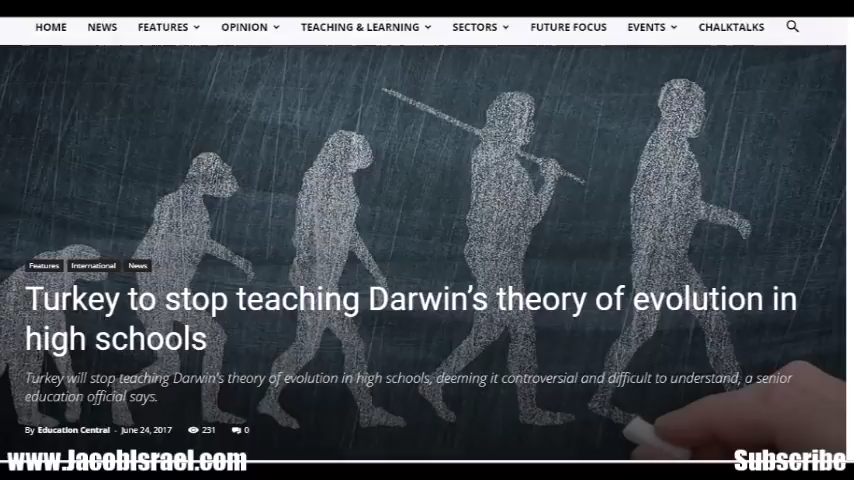 HOME NEWS FEATURES OPINION TEACHING & LEARNING SECTORS FUTURE FOCUS EVENTS CHALKTALKS
Features International News
Turkey to stop teaching Darwin's theory of evolution in
high schools
Turkey will stop teaching Darwin's theory of evolution in high schools, deeming it controversial and difficult to understand, a senior
education official says.
By Education Central - June 24, 2017 231 0
www.JacobIsrael.com Subscribe